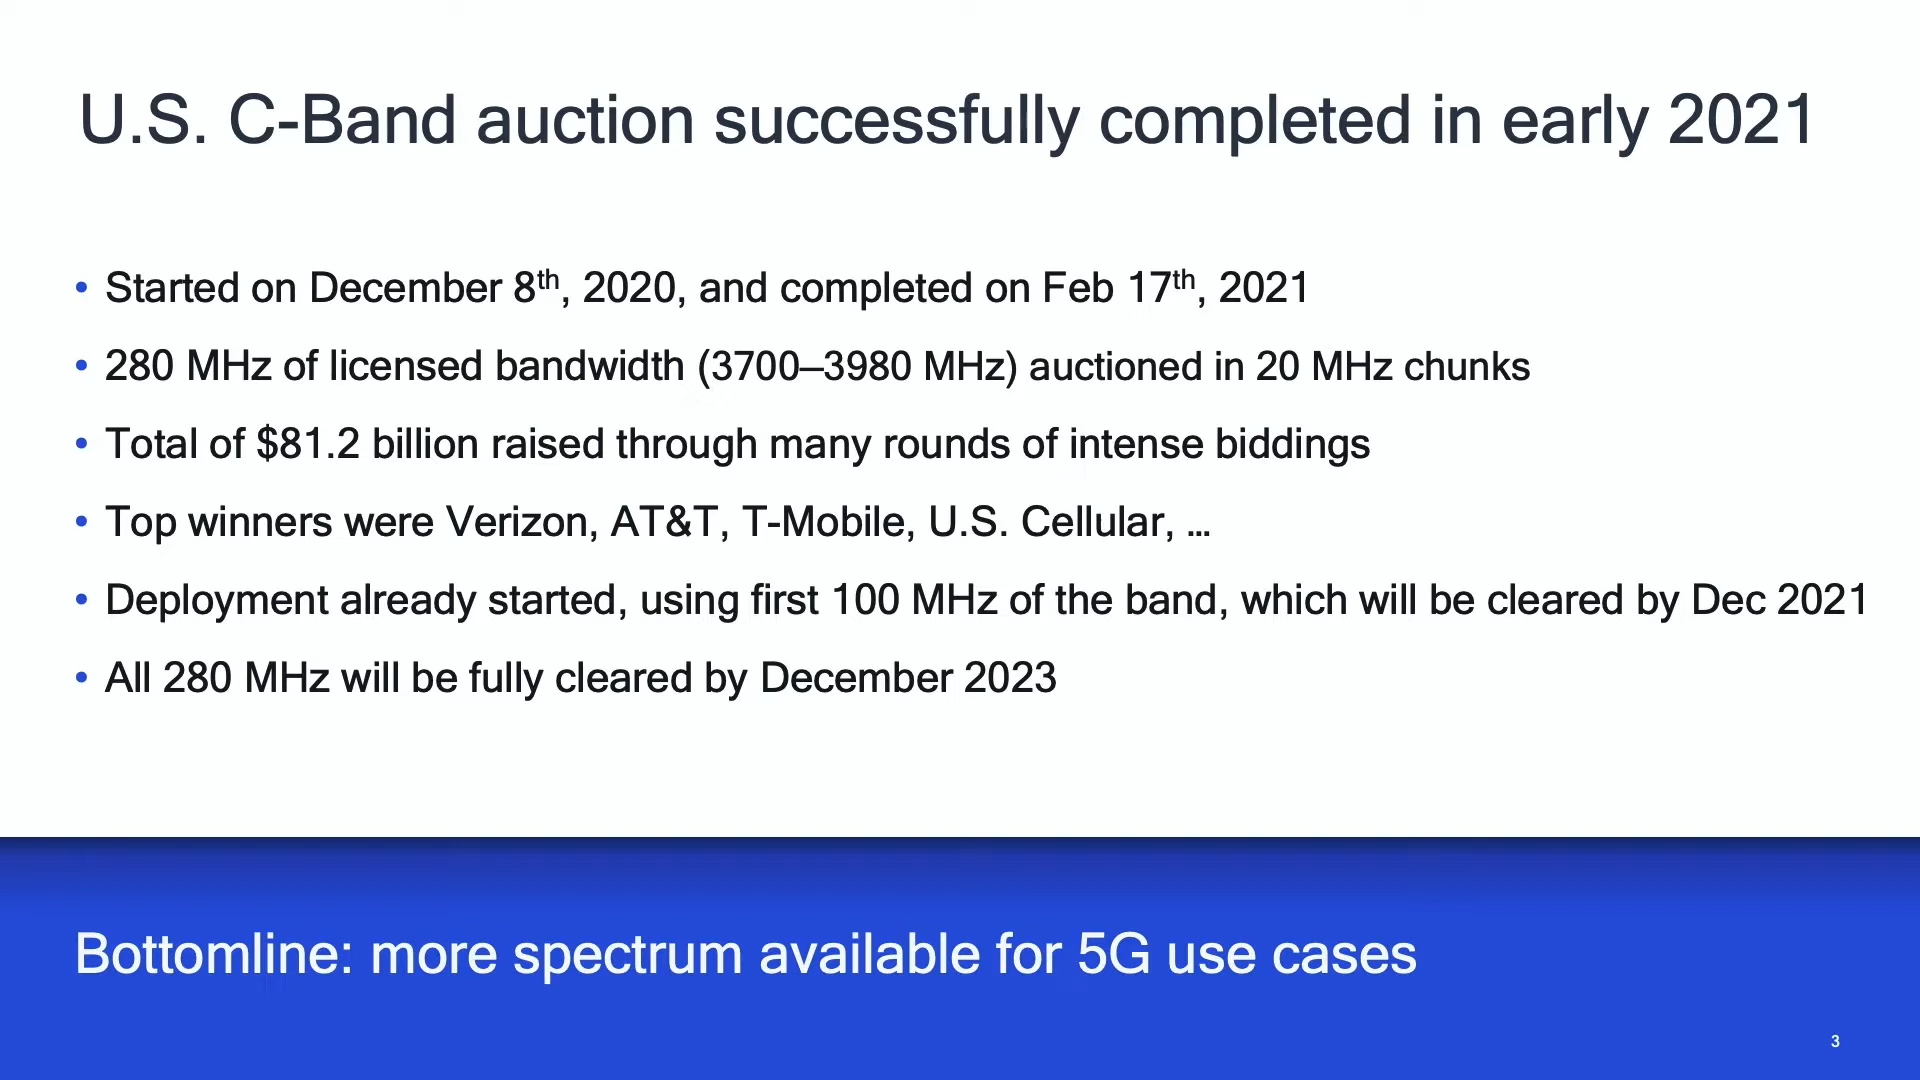 U.S. C-Band auction successfully completed in early 2021
• Started on December 8th, 2020, and completed on Feb 17th, 2021
• 280 MHz of licensed bandwidth (3700–3980 MHz) auctioned in 20 MHz chunks
• Total of $81.2 billion raised through many rounds of intense biddings
• Top winners were Verizon, AT&T, T-Mobile, U.S. Cellular, ...
• Deployment already started, using first 100 MHz of the band, which will be cleared by Dec 2021
• All 280 MHz will be fully cleared by December 2023
Bottomline: more spectrum available for 5G use cases
3